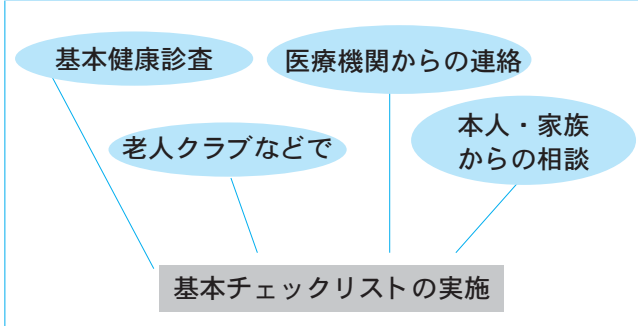 基本健康診査
医療機関からの連絡
老人クラブなどで
本人・家族
からの相談
基本チェックリストの実施